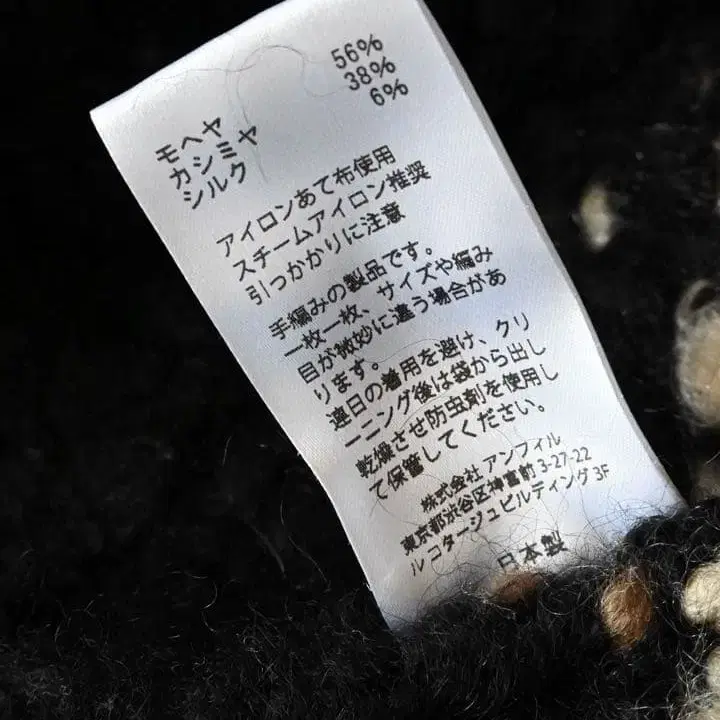 モヘヤ 56%
カシミヤ 38%
シルク 6%
アイロンあて布使用
スチームアイロン推奨
引っかかりに注意
手編みの製品です。
一枚一枚、サイズや編み
目が微妙に違う場合があ
ります。
連日の着用を避け、クリ
ーニング後は袋から出し
乾燥させ防虫剤を使用し
て保管してください。
株式会社 アンフィル
東京都渋谷区神宮前 3-27-22
ル コタージュビルディング 3F
日本製